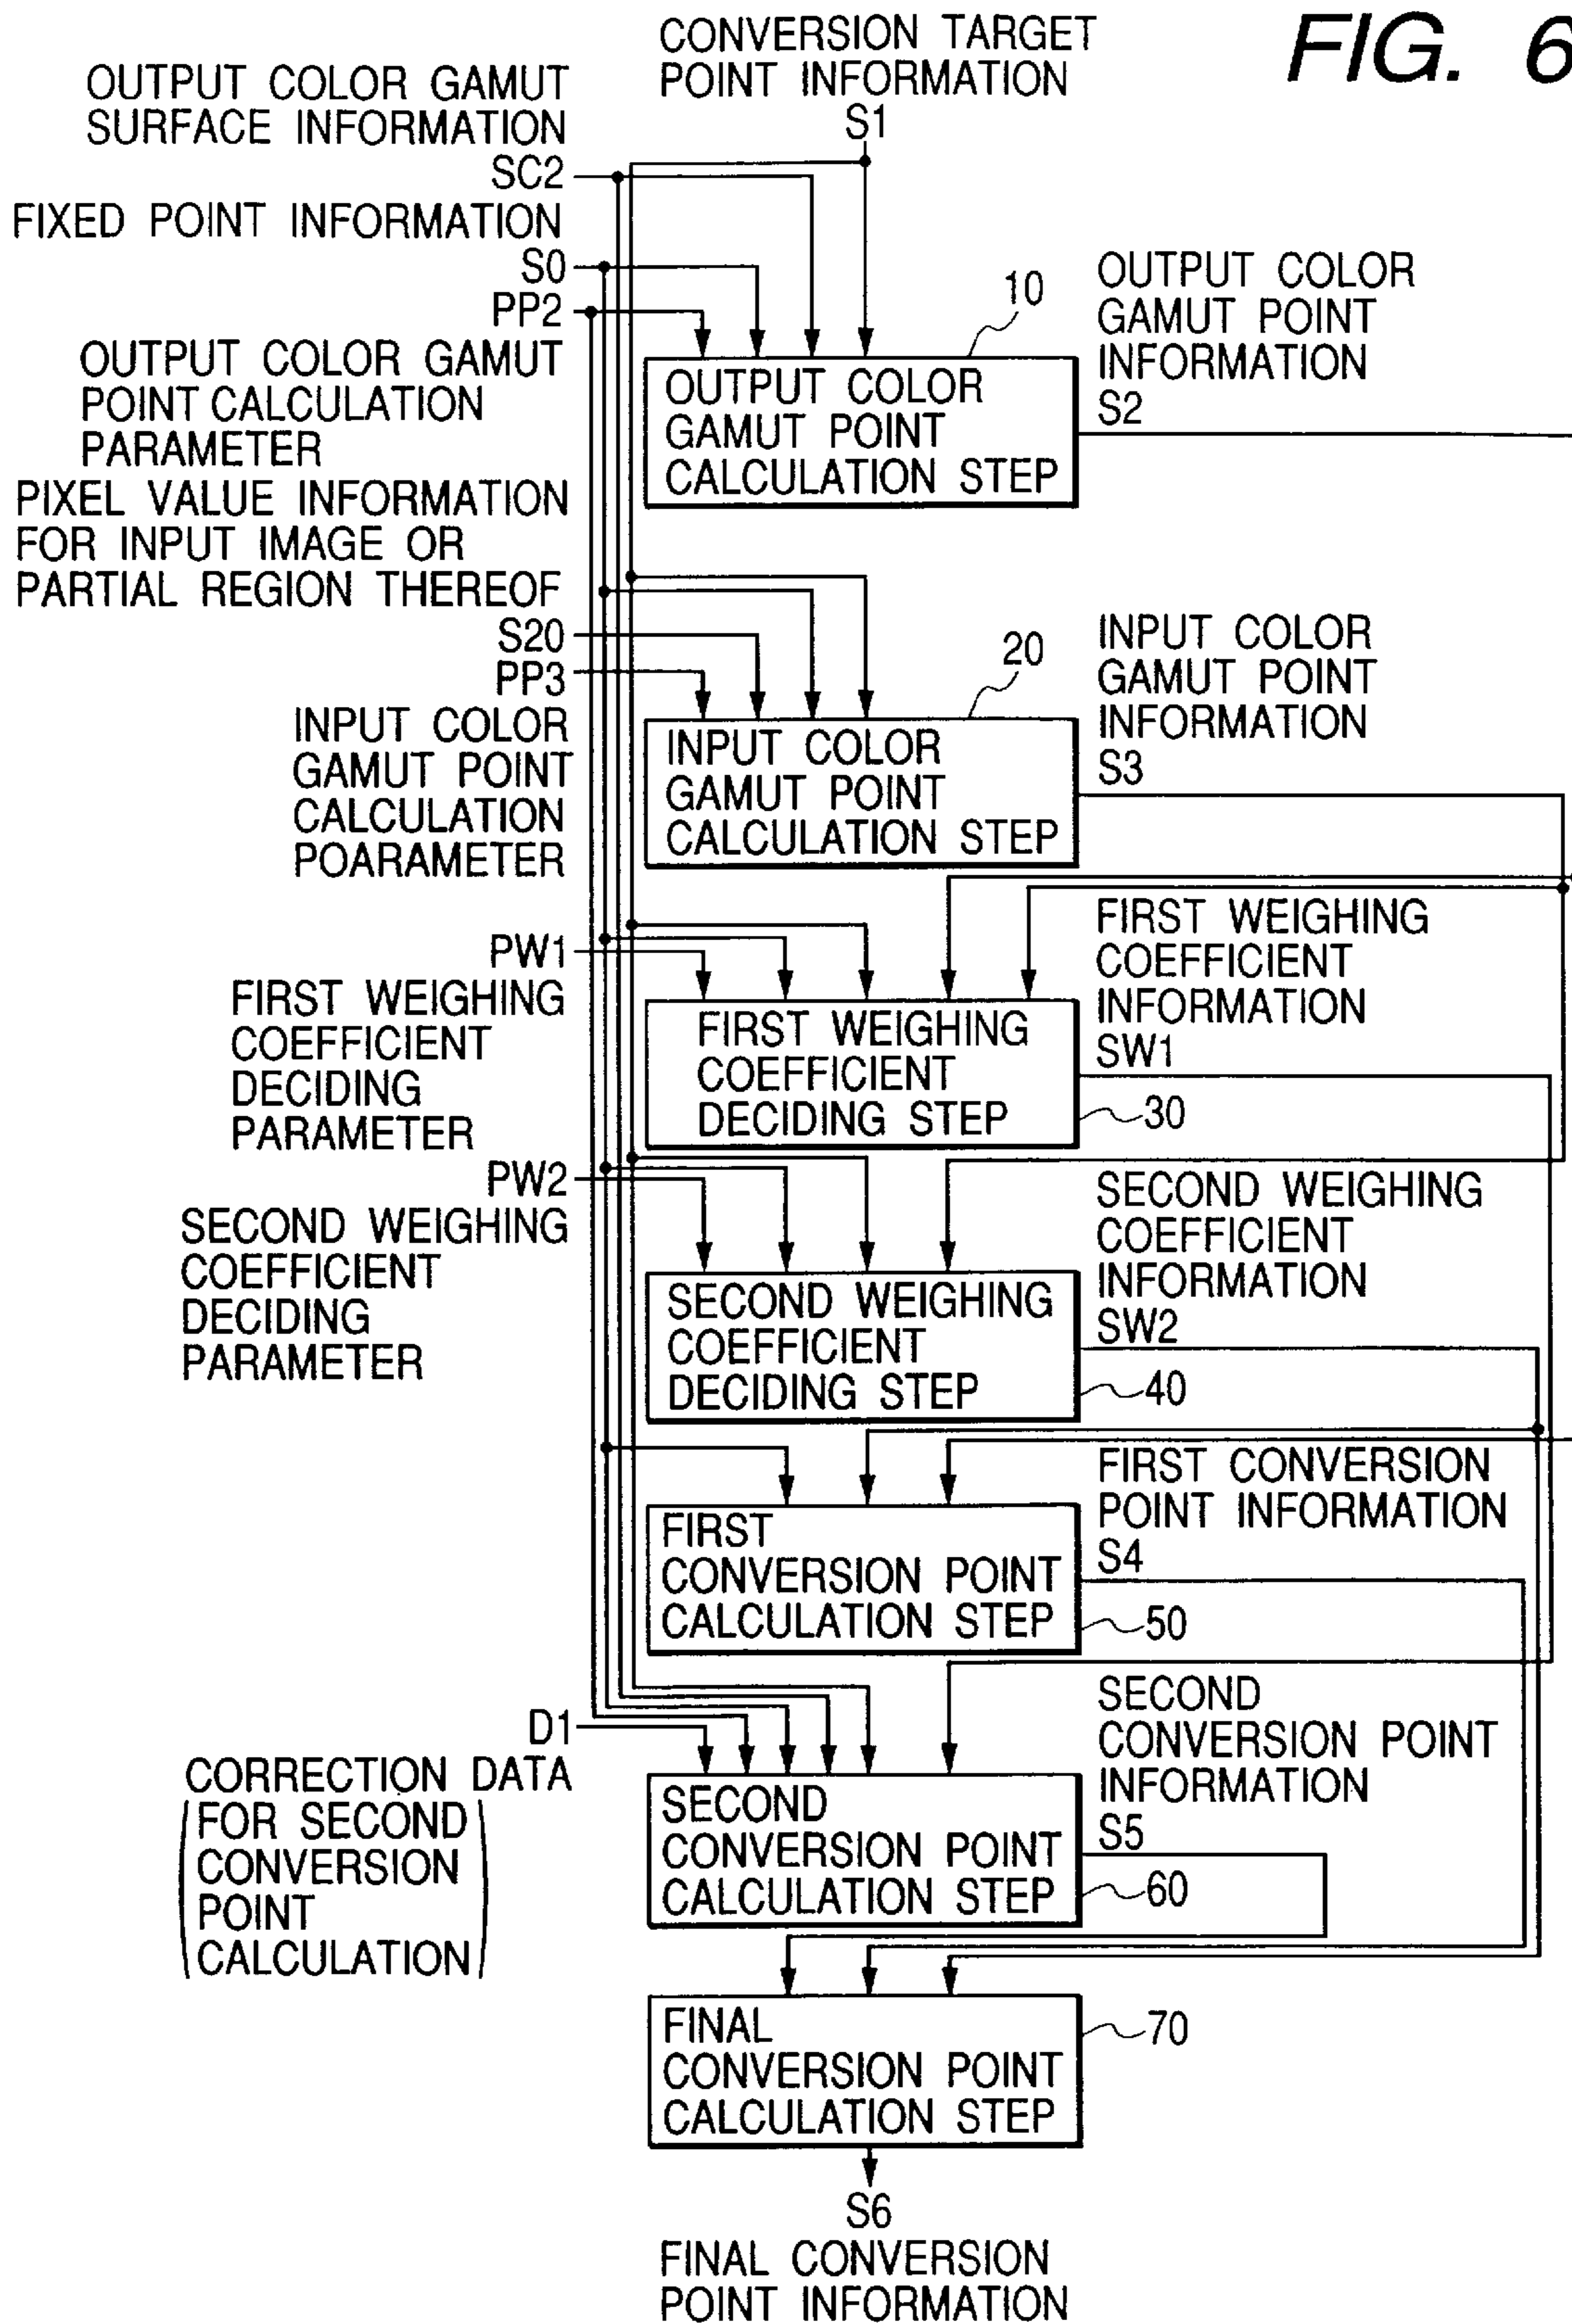 FIG. 6
CONVERSION TARGET
POINT INFORMATION
S1
OUTPUT COLOR GAMUT
SURFACE INFORMATION
SC2
FIXED POINT INFORMATION
S0
PP2
OUTPUT COLOR GAMUT
POINT CALCULATION
PARAMETER
10
OUTPUT COLOR
GAMUT POINT
CALCULATION STEP
OUTPUT COLOR
GAMUT POINT
INFORMATION
S2
PIXEL VALUE INFORMATION
FOR INPUT IMAGE OR
PARTIAL REGION THEREOF
S20
PP3
INPUT COLOR
GAMUT POINT
CALCULATION
POARAMETER
20
INPUT COLOR
GAMUT POINT
CALCULATION STEP
INPUT COLOR
GAMUT POINT
INFORMATION
S3
PW1
FIRST WEIGHING
COEFFICIENT
DECIDING
PARAMETER
FIRST WEIGHING
COEFFICIENT
DECIDING STEP
30
FIRST WEIGHING
COEFFICIENT
INFORMATION
SW1
PW2
SECOND WEIGHING
COEFFICIENT
DECIDING
PARAMETER
SECOND WEIGHING
COEFFICIENT
DECIDING STEP
40
SECOND WEIGHING
COEFFICIENT
INFORMATION
SW2
FIRST
CONVERSION POINT
CALCULATION STEP
50
FIRST CONVERSION
POINT INFORMATION
S4
D1
CORRECTION DATA
(FOR SECOND
CONVERSION
POINT
CALCULATION)
SECOND
CONVERSION POINT
CALCULATION STEP
60
SECOND
CONVERSION POINT
INFORMATION
S5
FINAL
CONVERSION POINT
CALCULATION STEP
70
S6
FINAL CONVERSION
POINT INFORMATION